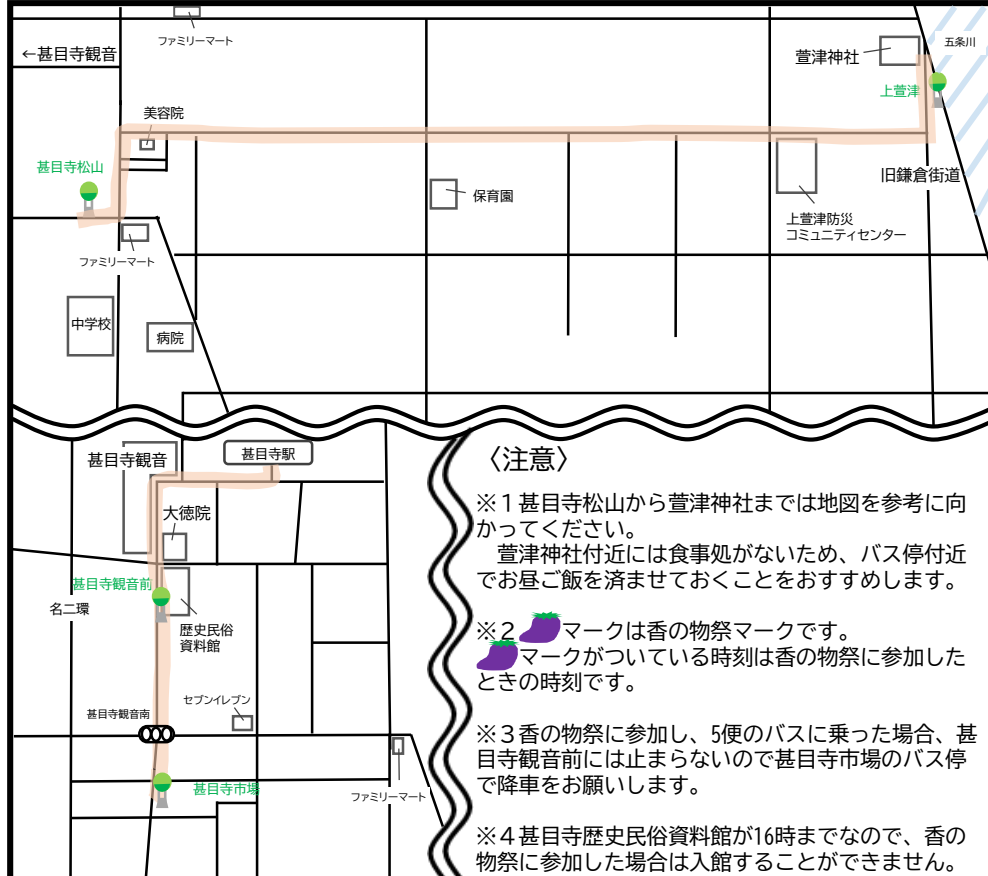 ファミリーマート
←甚目寺観音
萱津神社
五条川
上萱津
美容院
甚目寺松山
保育園
旧鎌倉街道
上萱津防災
コミュニティセンター
ファミリーマート
中学校
病院
甚目寺観音
甚目寺駅
大徳院
甚目寺観音前
名二環
歴史民俗
資料館
セブンイレブン
甚目寺観音南
甚目寺市場
ファミリーマート
〈注意〉
※１甚目寺松山から萱津神社までは地図を参考に向
かってください。
　萱津神社付近には食事処がないため、バス停付近
でお昼ご飯を済ませておくことをおすすめします。
※２マークは香の物祭マークです。
マークがついている時刻は香の物祭に参加した
ときの時刻です。
※３香の物祭に参加し、5便のバスに乗った場合、甚
目寺観音前には止まらないので甚目寺市場のバス停
で降車をお願いします。
※４甚目寺歴史民俗資料館が16時までなので、香の
物祭に参加した場合は入館することができません。